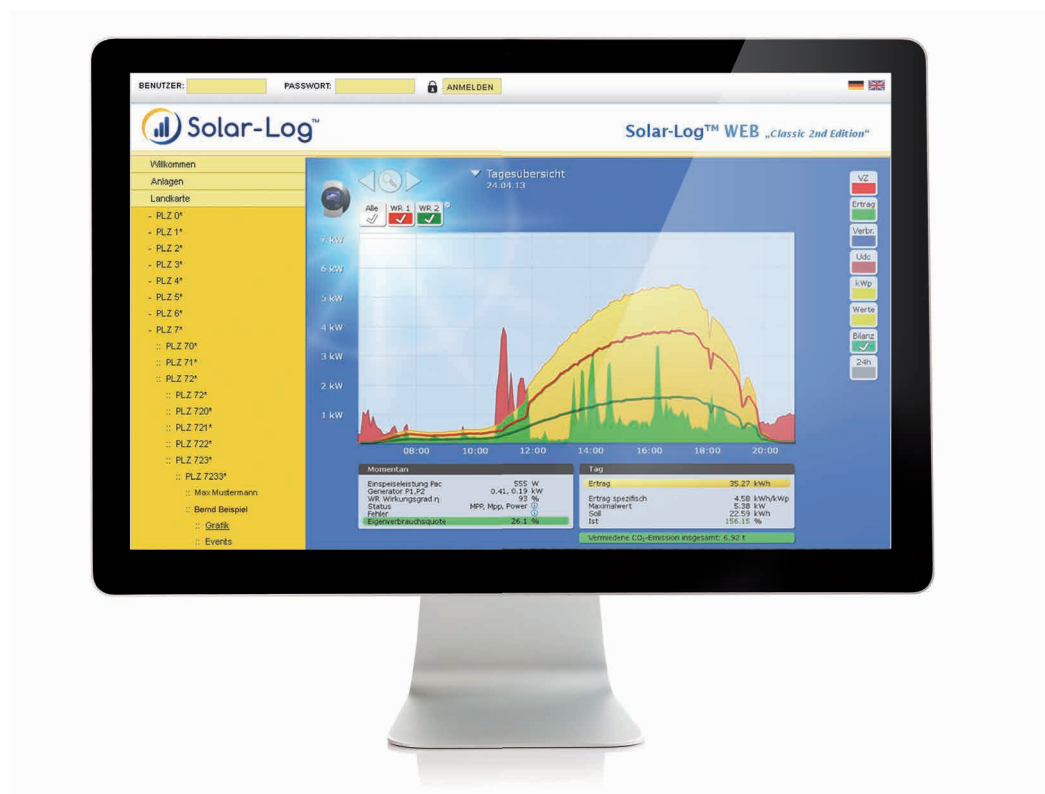 BENUTZER: PASSWORT: ANMELDEN
Solar-Log™
Solar-Log™ WEB „Classic 2nd Edition“
Willkommen
Anlagen
Landkarte
- PLZ 0*
- PLZ 1*
- PLZ 2*
- PLZ 3*
- PLZ 4*
- PLZ 5*
- PLZ 6*
- PLZ 7*
:: PLZ 70*
:: PLZ 71*
:: PLZ 72*
:: PLZ 72*
:: PLZ 720*
:: PLZ 721*
:: PLZ 722*
:: PLZ 723*
:: PLZ 7233*
:: Max Mustermann
:: Bernd Beispiel
:: Grafik
:: Events
Tagesübersicht
24.04.13
Alle WR 1 WR 2
7 kW
6 kW
5 kW
4 kW
3 kW
2 kW
1 kW
08:00 10:00 12:00 14:00 16:00 18:00 20:00
VZ
Ertrag
Verbr.
Udc
kWp
Werte
Bilanz
24h
Momentan
Einspeiseleistung Pac 555 W
Generator P1,P2 0.41, 0.19 kW
WR Wirkungsgrad η 93 %
Status MPP, Mpp, Power
Fehler
Eigenverbrauchsquote 26.1 %
Tag
Ertrag 35.27 kWh
Ertrag spezifisch 4.58 kWh/kWp
Maximalwert 5.38 kW
Soll 22.59 kWh
Ist 156.15 %
Vermiedene CO₂-Emission insgesamt: 6,92 t